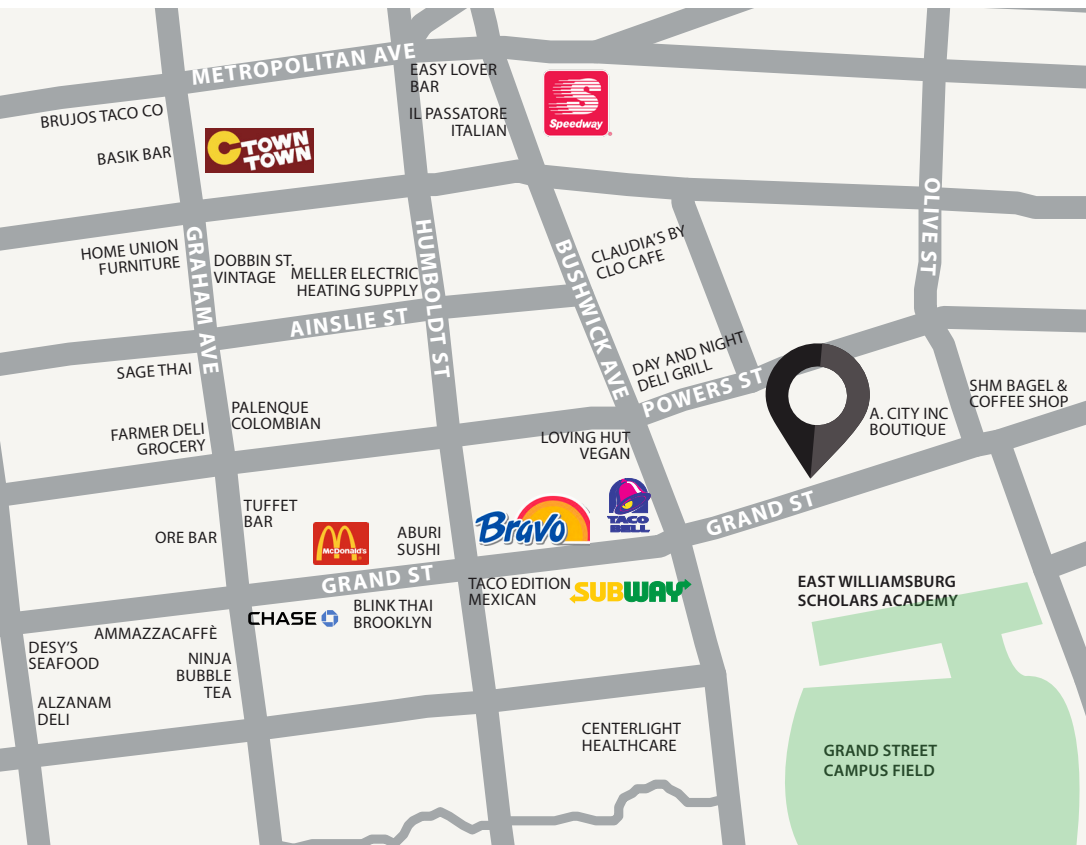 METROPOLITAN AVE
EASY LOVER
BAR
IL PASSATORE
ITALIAN
S
Speedway
BRUJOS TACO CO
BASIK BAR
C TOWN
TOWN
OLIVE ST
GRAHAM AVE
HUMBOLDT ST
BUSHWICK AVE
HOME UNION
FURNITURE
DOBBIN ST.
VINTAGE
MELLER ELECTRIC
HEATING SUPPLY
CLAUDIA'S BY
CLO CAFE
AINSLIE ST
SAGE THAI
DAY AND NIGHT
DELI GRILL
POWERS ST
SHM BAGEL &
COFFEE SHOP
A. CITY INC
BOUTIQUE
PALENQUE
COLOMBIAN
FARMER DELI
GROCERY
LOVING HUT
VEGAN
TUFFET
BAR
ORE BAR
McDonald's
ABURI
SUSHI
Bravo
TACO
BELL
GRAND ST
GRAND ST
TACO EDITION
MEXICAN
SUBWAY
EAST WILLIAMSBURG
SCHOLARS ACADEMY
CHASE
BLINK THAI
BROOKLYN
AMMAZZACAFFÈ
DESY'S
SEAFOOD
NINJA
BUBBLE
TEA
ALZANAM
DELI
CENTERLIGHT
HEALTHCARE
GRAND STREET
CAMPUS FIELD